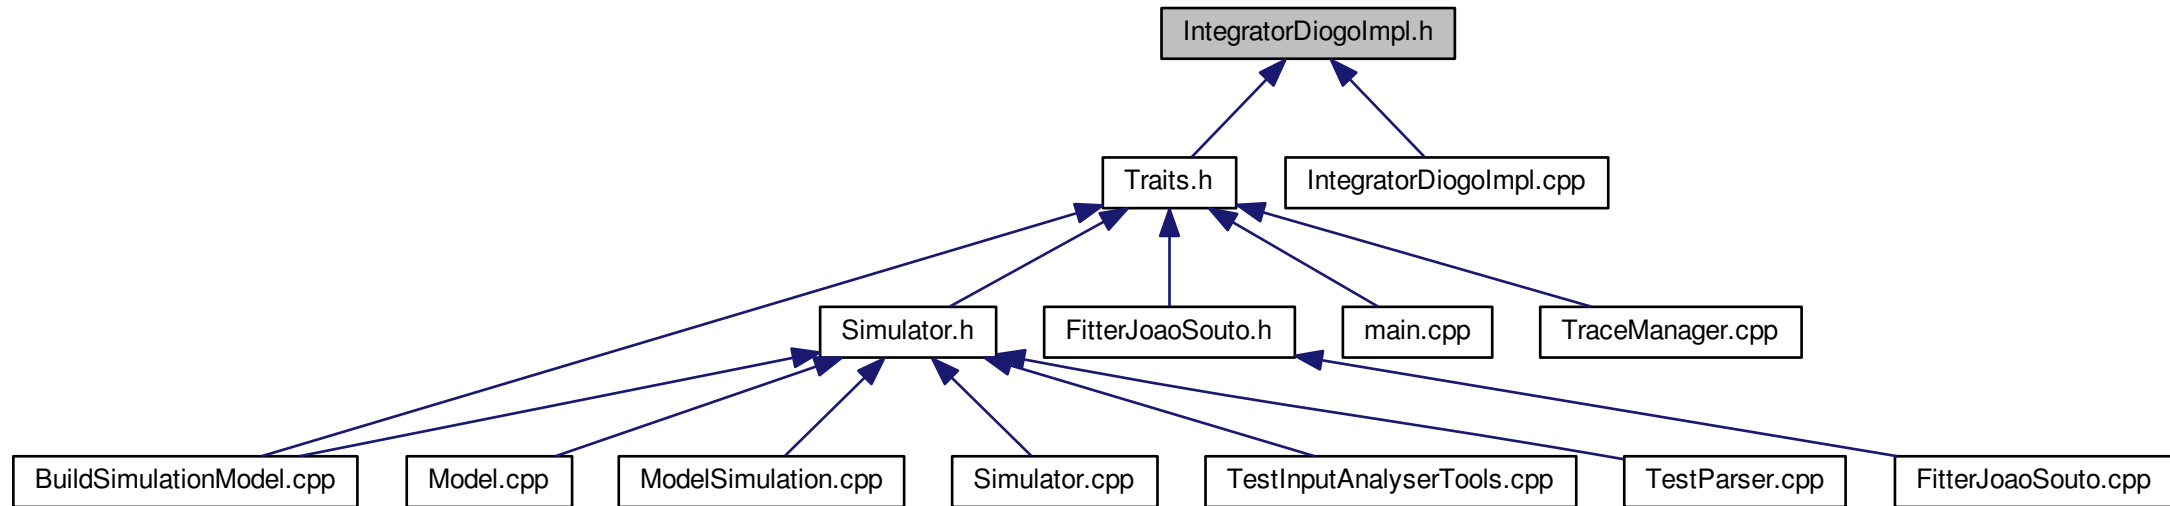 IntegratorDiogoImpl.h
Traits.h
IntegratorDiogoImpl.cpp
Simulator.h
FitterJoaoSouto.h
main.cpp
TraceManager.cpp
BuildSimulationModel.cpp
Model.cpp
ModelSimulation.cpp
Simulator.cpp
TestInputAnalyserTools.cpp
TestParser.cpp
FitterJoaoSouto.cpp